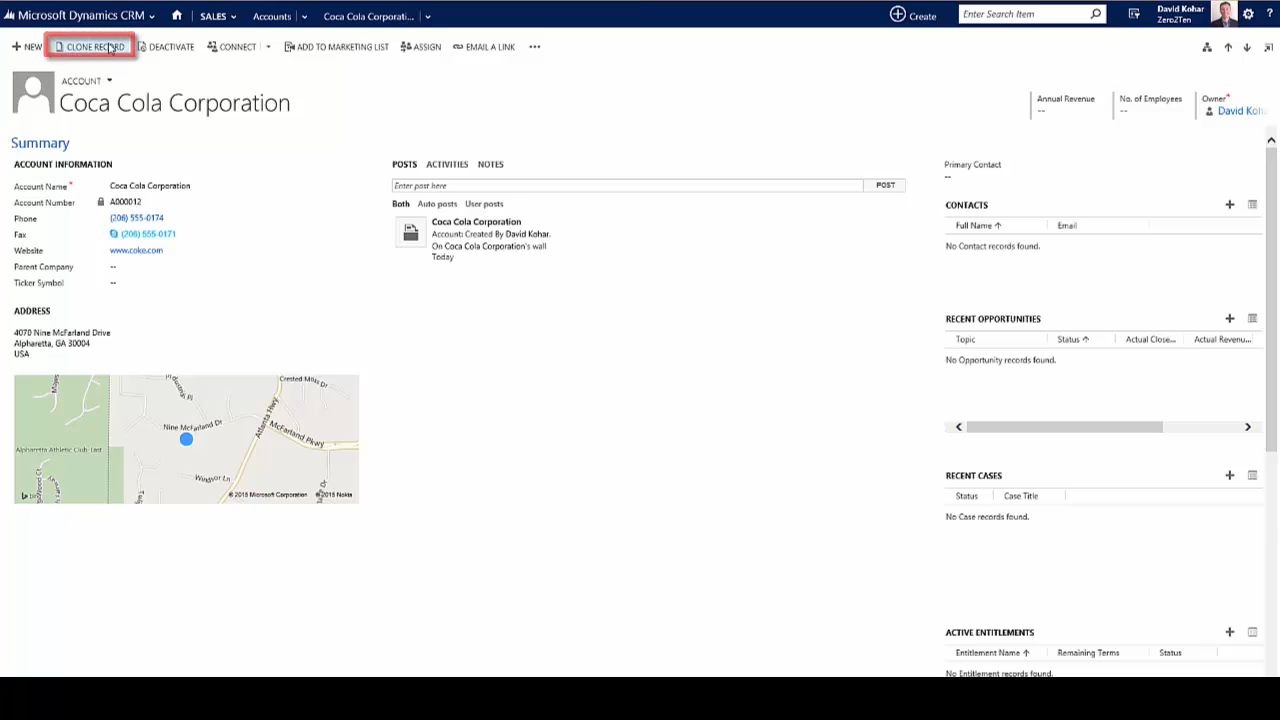 Microsoft Dynamics CRM SALES Accounts Coca Cola Corporati... Create Enter Search Item David Kohar
Zero2Ten ?
NEW CLONE RECORD DEACTIVATE CONNECT ADD TO MARKETING LIST ASSIGN EMAIL A LINK ...
ACCOUNT
Coca Cola Corporation
Annual Revenue No. of Employees Owner*
-- -- David Koha
Summary
ACCOUNT INFORMATION
Account Name * Coca Cola Corporation
Account Number A000012
Phone (206) 555-0174
Fax (206) 555-0171
Website www.coke.com
Parent Company --
Ticker Symbol --
ADDRESS
4070 Nine McFarland Drive
Alpharetta, GA 30004
USA
Crested Moss Dr
Nine McFarland Dr
Atlanta Hwy
McFarland Pkwy
Alpharetta Athletic Club-East
Windsor Ln
© 2015 Microsoft Corporation © 2015 Nokia
POSTS ACTIVITIES NOTES
Enter post here POST
Both Auto posts User posts
Coca Cola Corporation
Account: Created By David Kohar.
On Coca Cola Corporation's wall
Today
Primary Contact
--
CONTACTS
Full Name Email
No Contact records found.
RECENT OPPORTUNITIES
Topic Status Actual Close... Actual Revenu...
No Opportunity records found.
RECENT CASES
Status Case Title
No Case records found.
ACTIVE ENTITLEMENTS
Entitlement Name Remaining Terms Status
No Entitlement records found.